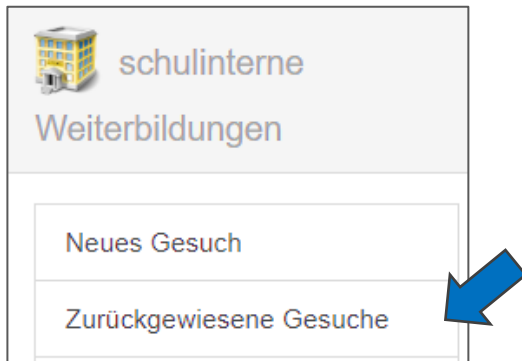 schulinterne
Weiterbildungen
Neues Gesuch
Zurückgewiesene Gesuche